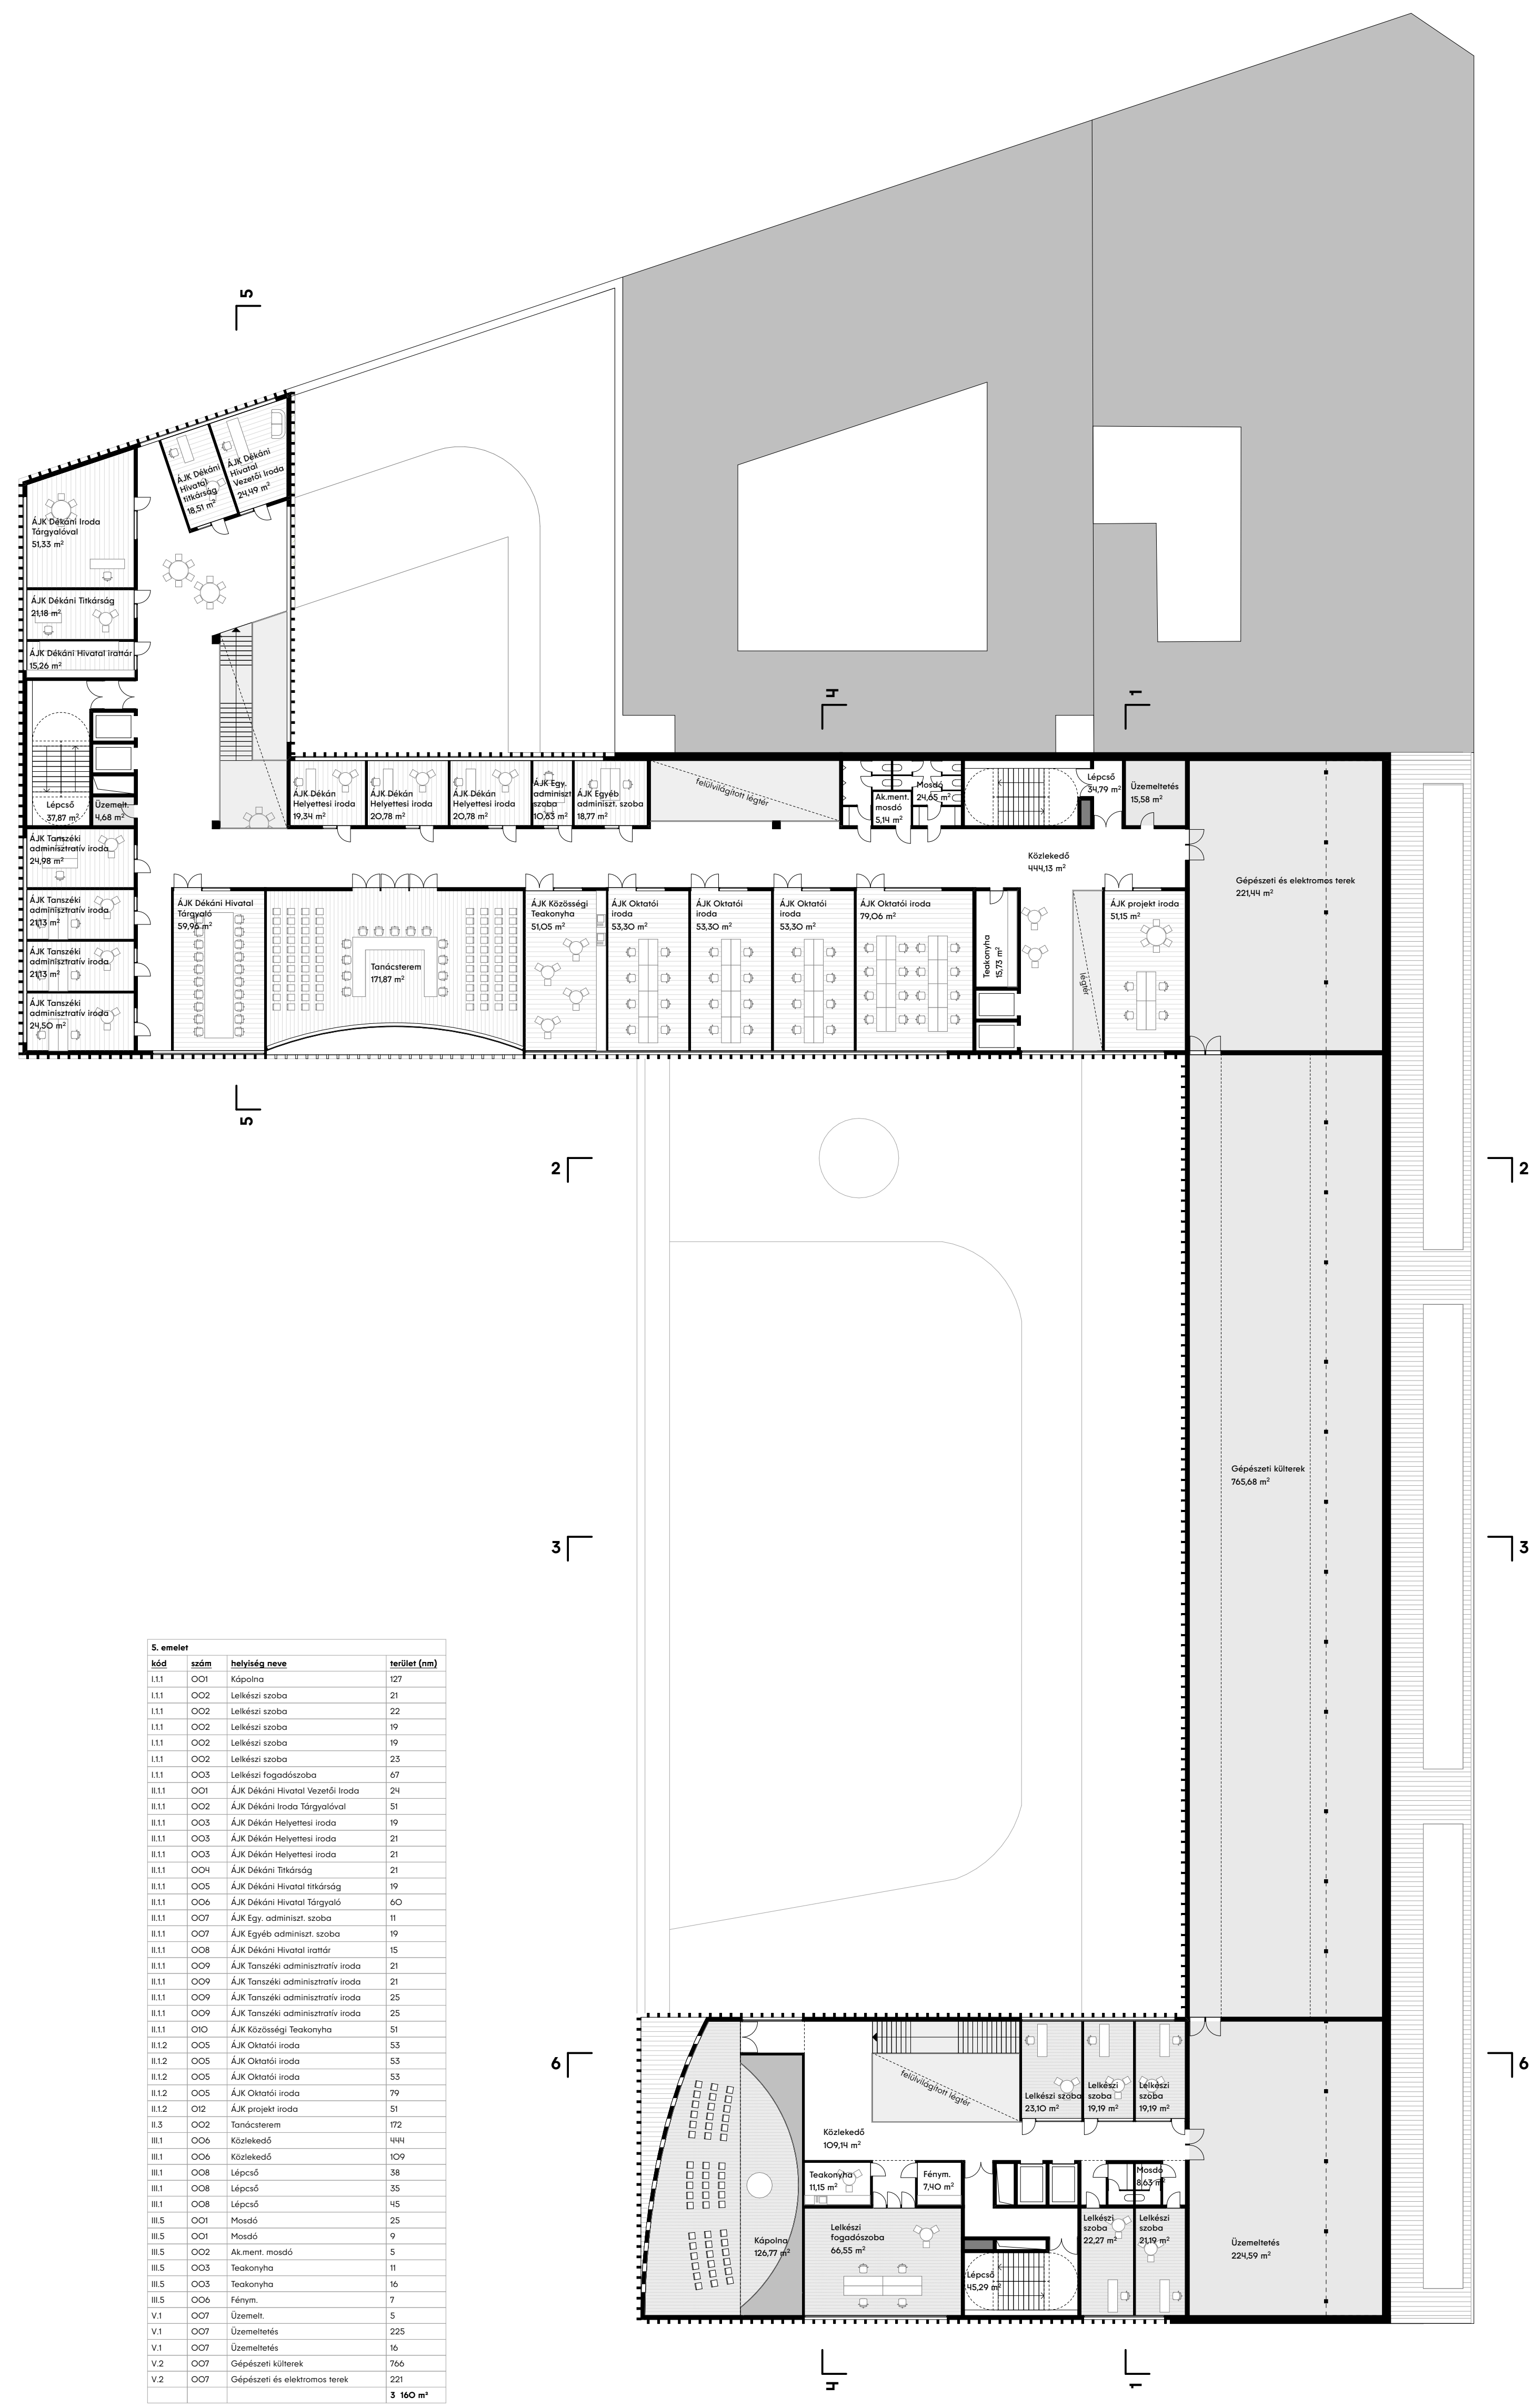 5
ÁJK Dékáni
Hivatal
Vezetői Iroda
24,49 m²
ÁJK Dékáni
Hivatal
titkárság
18,51 m²
ÁJK Dékáni Iroda
Tárgyalóval
51,33 m²
ÁJK Dékáni Titkárság
21,18 m²
ÁJK Dékáni Hivatal irattár
15,26 m²
4
1
Lépcső
37,87 m²
Üzemelt.
4,68 m²
ÁJK Dékán
Helyettesi iroda
19,34 m²
ÁJK Dékán
Helyettesi iroda
20,78 m²
ÁJK Dékán
Helyettesi iroda
20,78 m²
ÁJK Egy.
adminiszt.
szoba
10,63 m²
ÁJK Egyéb
adminiszt. szoba
18,77 m²
felülvilágított légtér
Ak.ment.
mosdó
5,14 m²
Mosdó
24,65 m²
Lépcső
34,79 m²
Üzemeltetés
15,58 m²
ÁJK Tanszéki
adminisztratív iroda
24,98 m²
ÁJK Tanszéki
adminisztratív iroda
21,13 m²
ÁJK Tanszéki
adminisztratív iroda
21,13 m²
ÁJK Tanszéki
adminisztratív iroda
24,50 m²
Közlekedő
444,13 m²
Gépészeti és elektromos terek
221,44 m²
ÁJK Dékáni Hivatal
Tárgyaló
59,96 m²
Tanácsterem
171,87 m²
ÁJK Közösségi
Teakonyha
51,05 m²
ÁJK Oktatói
iroda
53,30 m²
ÁJK Oktatói
iroda
53,30 m²
ÁJK Oktatói
iroda
53,30 m²
ÁJK Oktatói iroda
79,06 m²
Teakonyha
15,73 m²
légtér
ÁJK projekt iroda
51,15 m²
5
2
2
Gépészeti külterek
765,68 m²
3
3
6
6
felülvilágított légtér
Lelkészi szoba
23,10 m²
Lelkészi
szoba
19,19 m²
Lelkészi
szoba
19,19 m²
Közlekedő
109,14 m²
Teakonyha
11,15 m²
Fénym.
7,40 m²
Mosdó
8,63 m²
Kápolna
126,77 m²
Lelkészi
fogadószoba
66,55 m²
Lépcső
45,29 m²
Lelkészi
szoba
22,27 m²
Lelkészi
szoba
21,19 m²
Üzemeltetés
224,59 m²
4
1
5. emelet
kód szám helyiség neve terület (nm)
I.1.1 001 Kápolna 127
I.1.1 002 Lelkészi szoba 21
I.1.1 002 Lelkészi szoba 22
I.1.1 002 Lelkészi szoba 19
I.1.1 002 Lelkészi szoba 19
I.1.1 002 Lelkészi szoba 23
I.1.1 003 Lelkészi fogadószoba 67
II.1.1 001 ÁJK Dékáni Hivatal Vezetői Iroda 24
II.1.1 002 ÁJK Dékáni Iroda Tárgyalóval 51
II.1.1 003 ÁJK Dékán Helyettesi iroda 19
II.1.1 003 ÁJK Dékán Helyettesi iroda 21
II.1.1 003 ÁJK Dékán Helyettesi iroda 21
II.1.1 004 ÁJK Dékáni Titkárság 21
II.1.1 005 ÁJK Dékáni Hivatal titkárság 19
II.1.1 006 ÁJK Dékáni Hivatal Tárgyaló 60
II.1.1 007 ÁJK Egy. adminiszt. szoba 11
II.1.1 007 ÁJK Egyéb adminiszt. szoba 19
II.1.1 008 ÁJK Dékáni Hivatal irattár 15
II.1.1 009 ÁJK Tanszéki adminisztratív iroda 21
II.1.1 009 ÁJK Tanszéki adminisztratív iroda 21
II.1.1 009 ÁJK Tanszéki adminisztratív iroda 25
II.1.1 009 ÁJK Tanszéki adminisztratív iroda 25
II.1.1 010 ÁJK Közösségi Teakonyha 51
II.1.2 005 ÁJK Oktatói iroda 53
II.1.2 005 ÁJK Oktatói iroda 53
II.1.2 005 ÁJK Oktatói iroda 53
II.1.2 005 ÁJK Oktatói iroda 79
II.1.2 012 ÁJK projekt iroda 51
II.3 002 Tanácsterem 172
III.1 006 Közlekedő 444
III.1 006 Közlekedő 109
III.1 008 Lépcső 38
III.1 008 Lépcső 35
III.1 008 Lépcső 45
III.5 001 Mosdó 25
III.5 001 Mosdó 9
III.5 002 Ak.ment. mosdó 5
III.5 003 Teakonyha 11
III.5 003 Teakonyha 16
III.5 006 Fénym. 7
V.1 007 Üzemelt. 5
V.1 007 Üzemeltetés 225
V.1 007 Üzemeltetés 16
V.2 007 Gépészeti külterek 766
V.2 007 Gépészeti és elektromos terek 221
3 160 m²